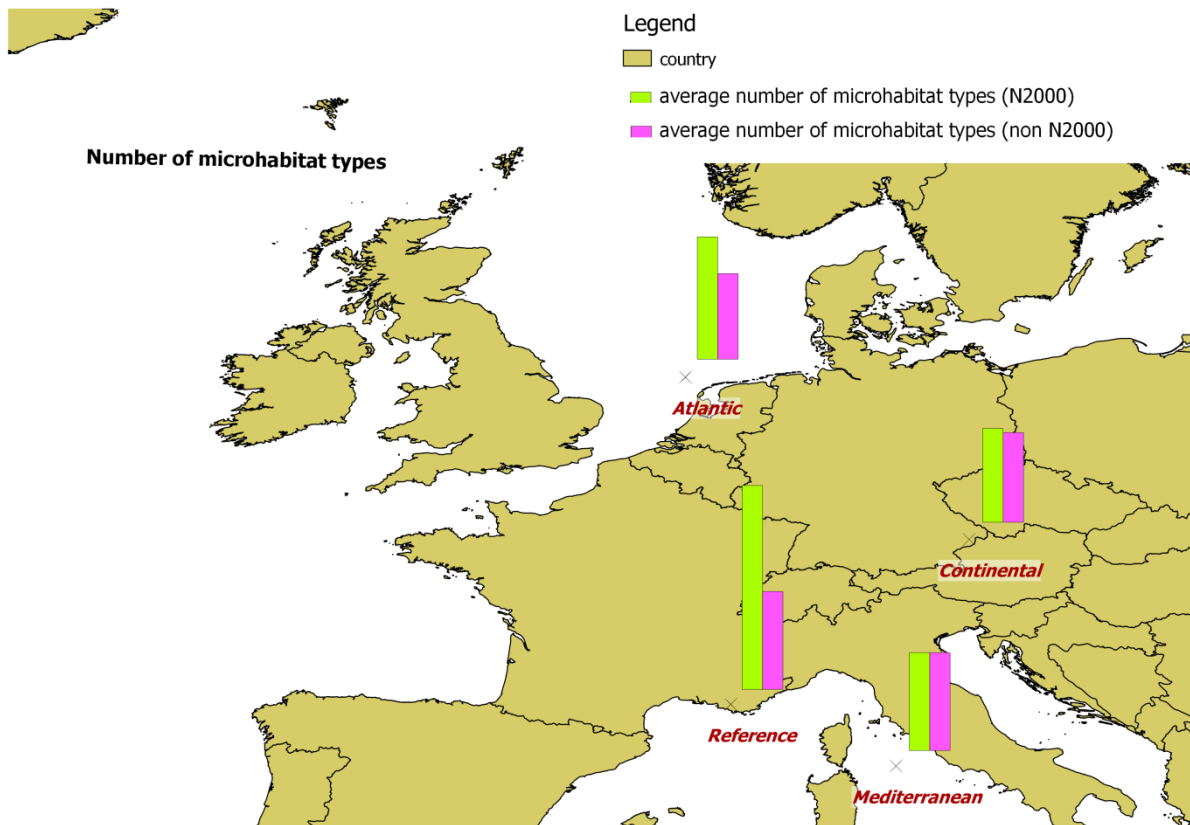 Legend
country
average number of microhabitat types (N2000)
average number of microhabitat types (non N2000)
Number of microhabitat types
Atlantic
Continental
Reference
Mediterranean